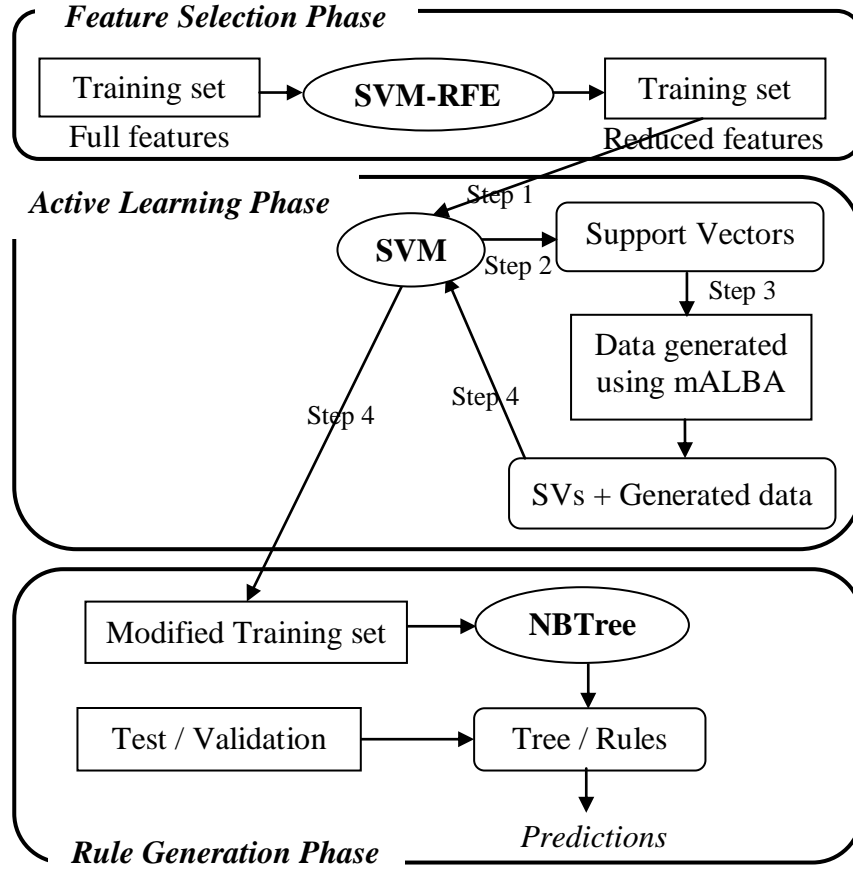 Feature Selection Phase
Training set
SVM-RFE
Training set
Full features
Reduced features
Active Learning Phase
Step 1
SVM
Step 2
Support Vectors
Step 3
Data generated
using mALBA
Step 4
Step 4
SVs + Generated data
Modified Training set
NBTree
Test / Validation
Tree / Rules
Predictions
Rule Generation Phase